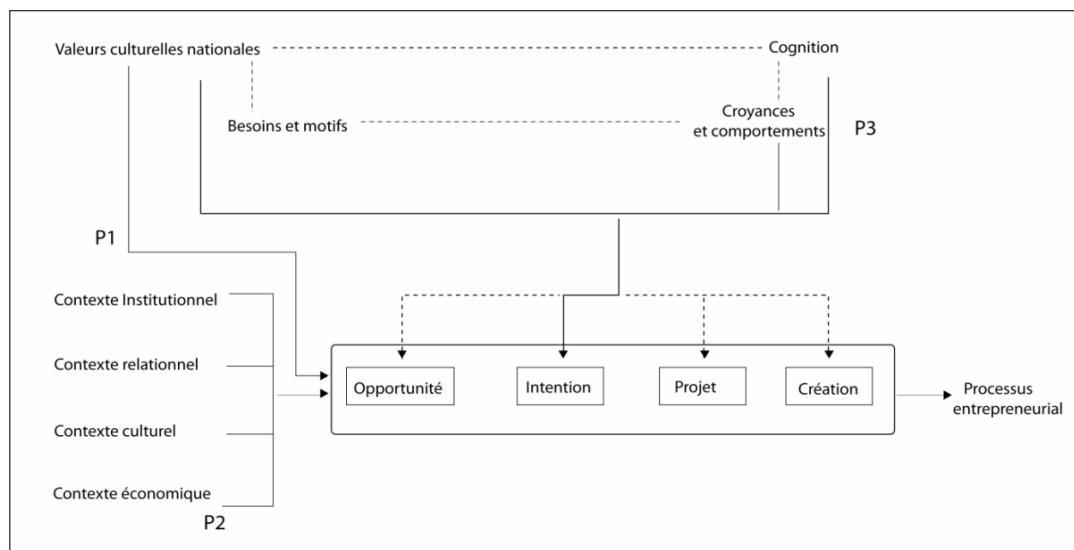 Valeurs culturelles nationales
Cognition
Besoins et motifs
Croyances
et comportements
P3
P1
Contexte Institutionnel
Contexte relationnel
Contexte culturel
Contexte économique
P2
Opportunité
Intention
Projet
Création
Processus
entrepreneurial